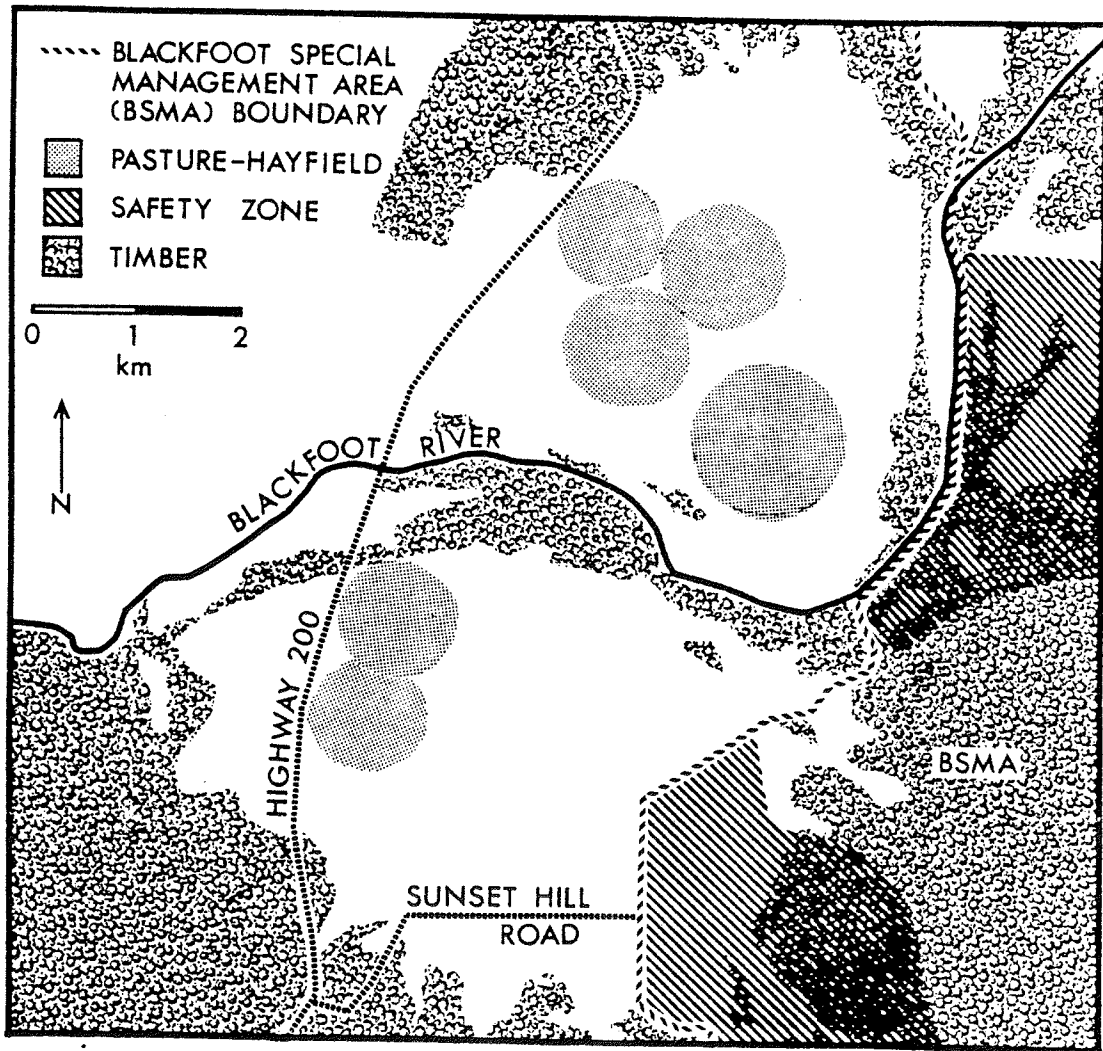 BLACKFOOT SPECIAL
MANAGEMENT AREA
(BSMA) BOUNDARY
PASTURE-HAYFIELD
SAFETY ZONE
TIMBER
0 1 2
km
N
BLACKFOOT RIVER
HIGHWAY 200
BSMA
SUNSET HILL
ROAD